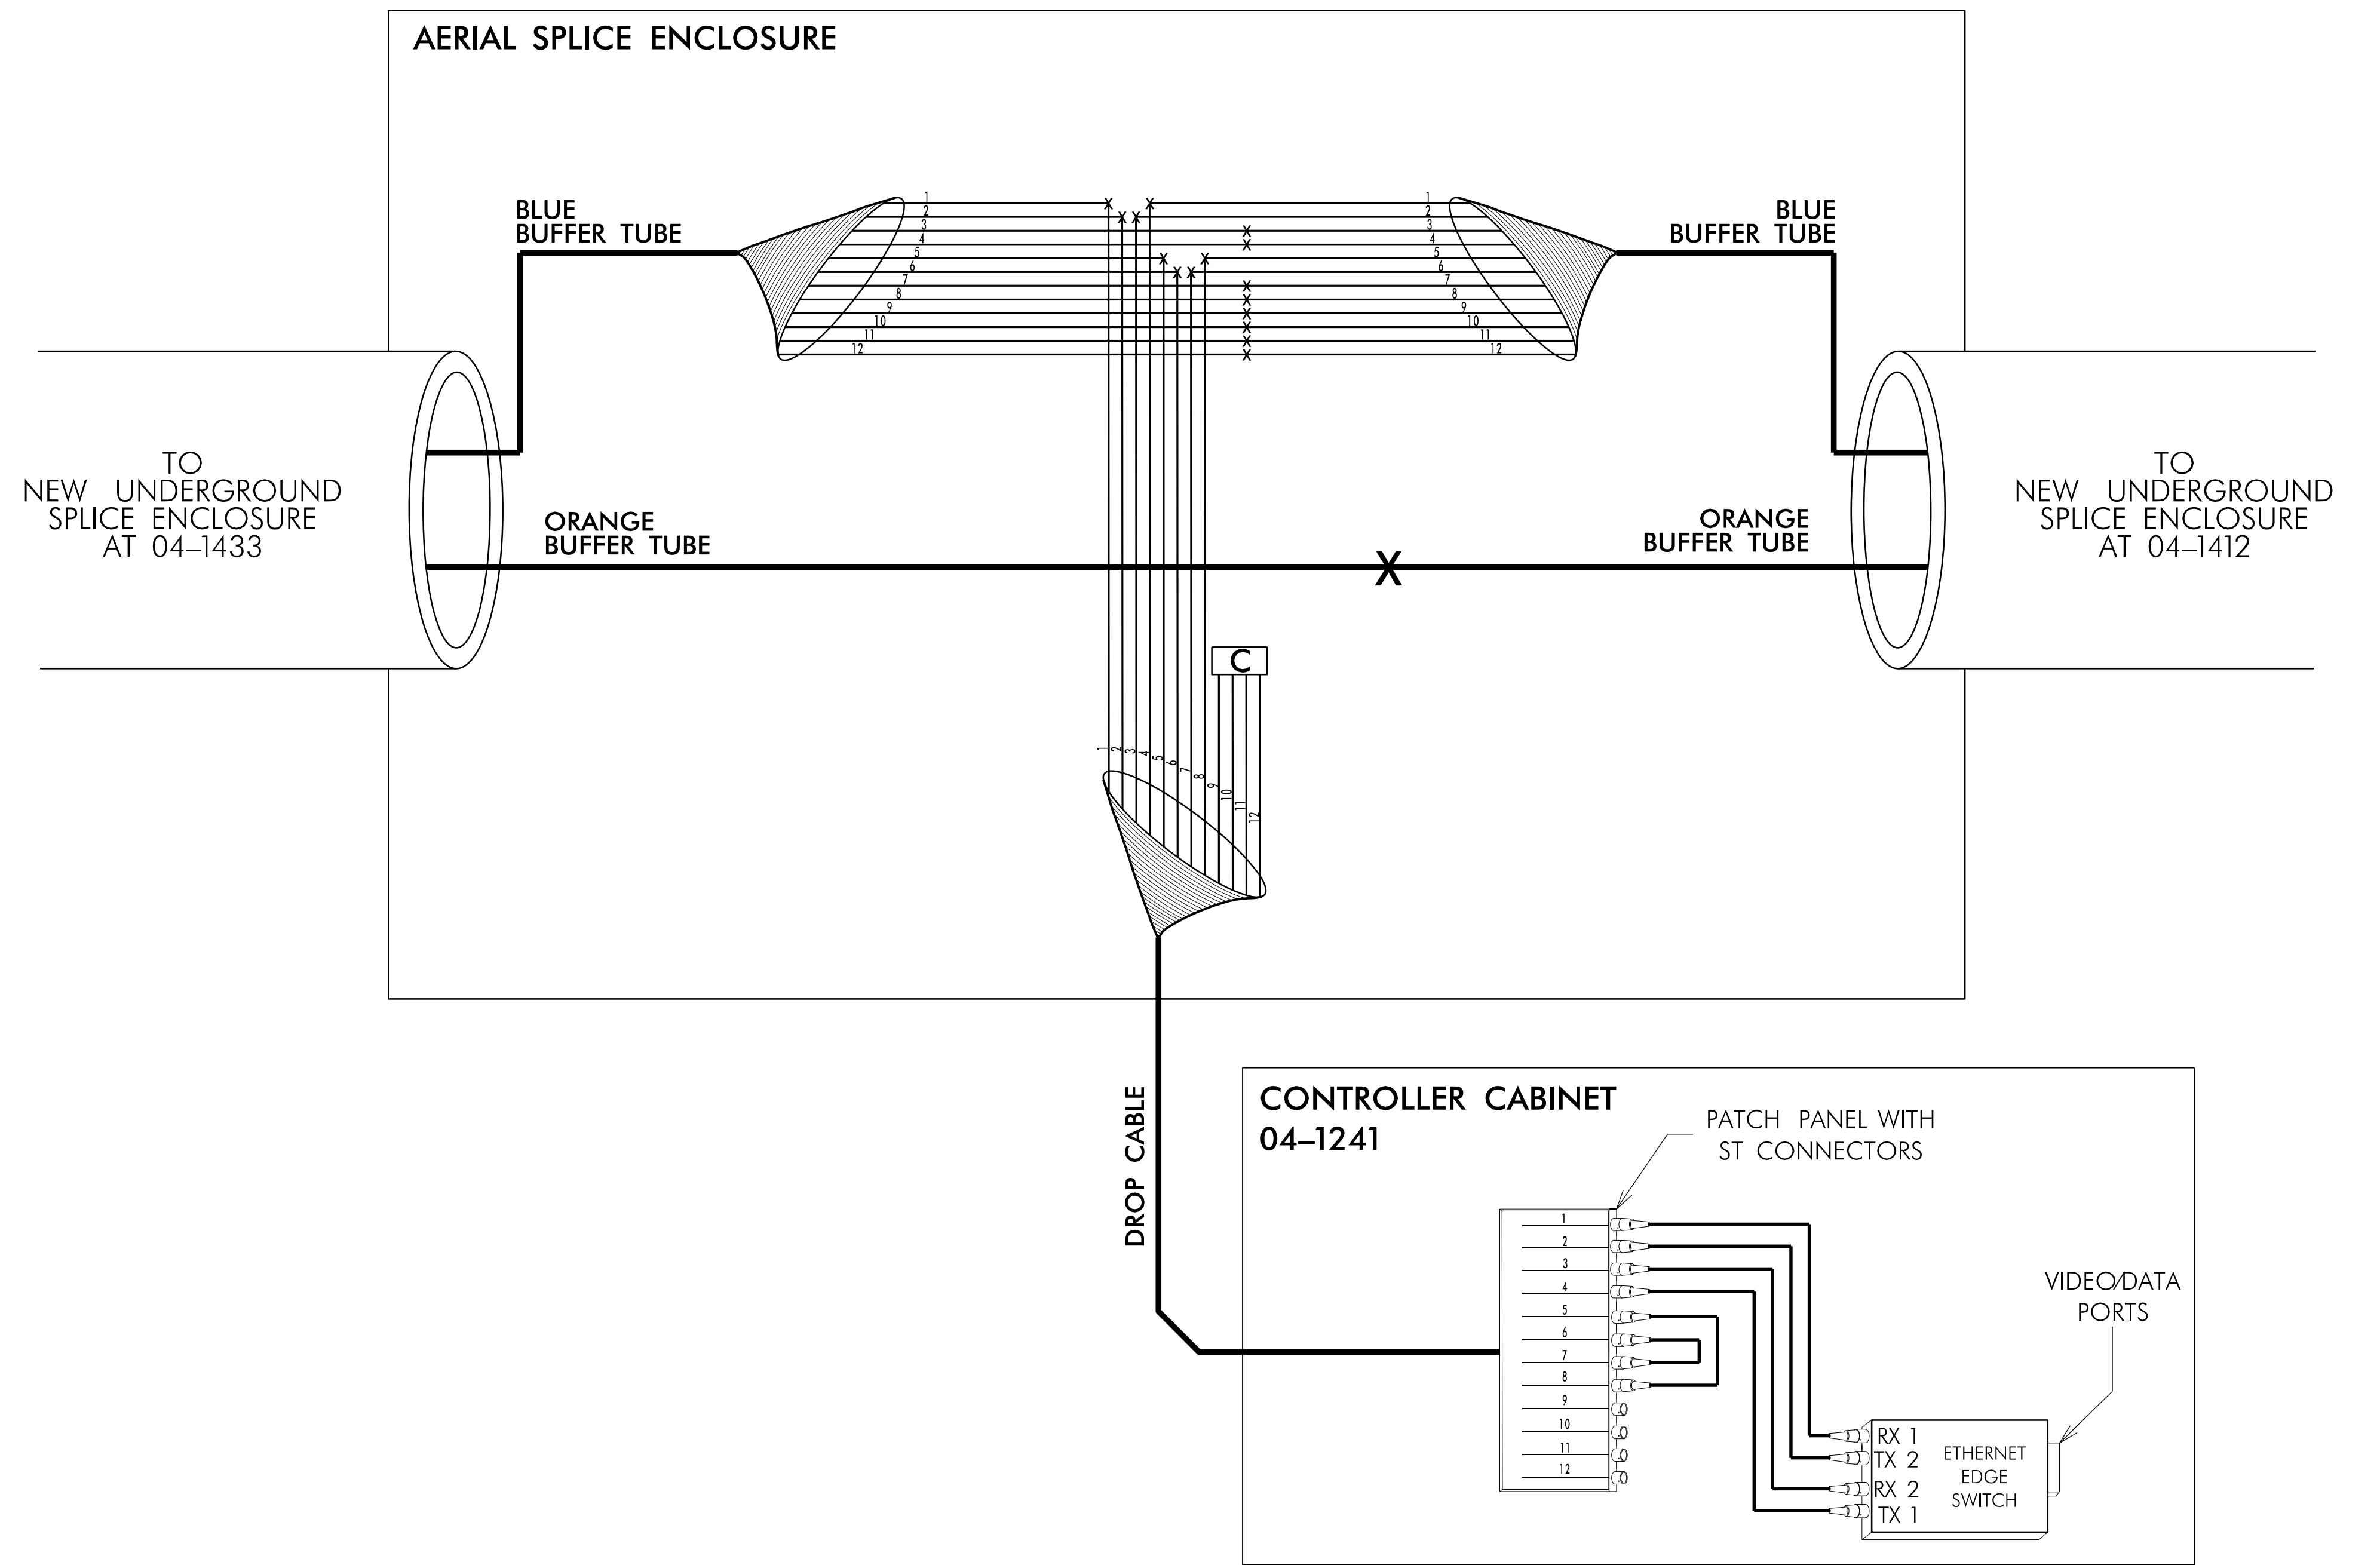 AERIAL SPLICE ENCLOSURE
BLUE
BUFFER TUBE
1
2
3
4
5
6
7
8
9
10
11
12
X X X X
X
X
X X X X
X
X
X
X
X
X
1
2
3
4
5
6
7
8
9
10
11
12
BLUE
BUFFER TUBE
TO
NEW UNDERGROUND
SPLICE ENCLOSURE
AT 04–1433
ORANGE
BUFFER TUBE
X
ORANGE
BUFFER TUBE
TO
NEW UNDERGROUND
SPLICE ENCLOSURE
AT 04–1412
C
1
2
3
4
5
6
7
8
9
10
11
12
DROP CABLE
CONTROLLER CABINET
04–1241
PATCH PANEL WITH
ST CONNECTORS
1
2
3
4
5
6
7
8
9
10
11
12
VIDEO/DATA
PORTS
RX 1
TX 2
RX 2
TX 1
ETHERNET
EDGE
SWITCH